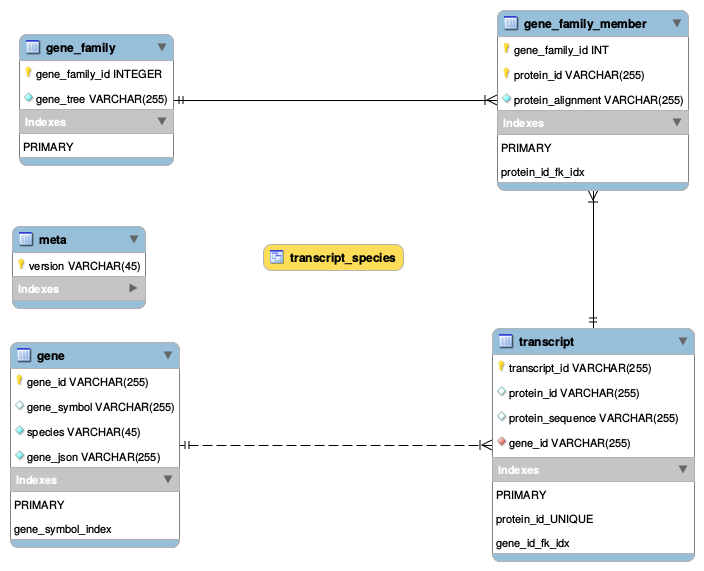 gene_family
gene_family_id INTEGER
gene_tree VARCHAR(255)
Indexes
PRIMARY
gene_family_member
gene_family_id INT
protein_id VARCHAR(255)
protein_alignment VARCHAR(255)
Indexes
PRIMARY
protein_id_fk_idx
meta
version VARCHAR(45)
Indexes
transcript_species
gene
gene_id VARCHAR(255)
gene_symbol VARCHAR(255)
species VARCHAR(45)
gene_json VARCHAR(255)
Indexes
PRIMARY
gene_symbol_index
transcript
transcript_id VARCHAR(255)
protein_id VARCHAR(255)
protein_sequence VARCHAR(255)
gene_id VARCHAR(255)
Indexes
PRIMARY
protein_id_UNIQUE
gene_id_fk_idx